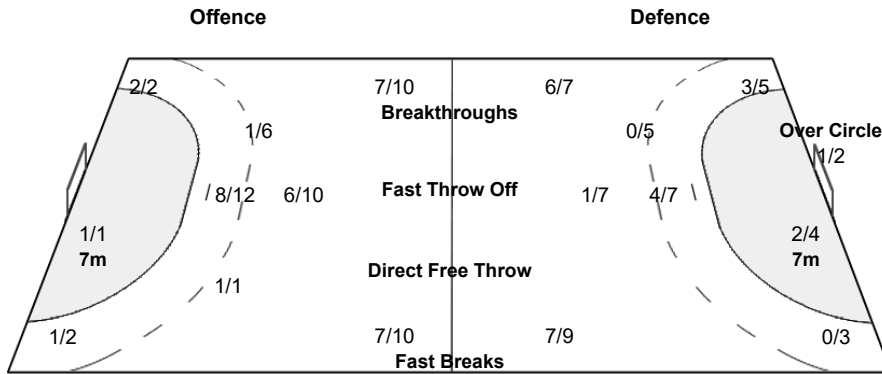 Offence Defence
2/2 7/10 6/7 3/5
Breakthroughs
1/6 0/5 Over Circle
1/2
8/12 6/10 Fast Throw Off 1/7 4/7
1/1 2/4
7m 7m
Direct Free Throw
1/1
1/2 7/10 7/9 0/3
Fast Breaks